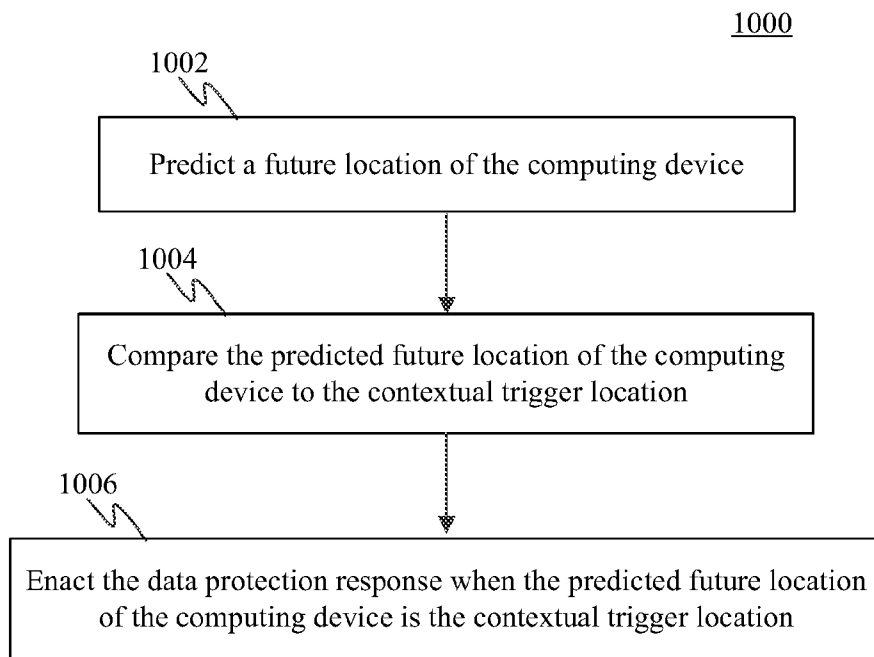 1000
1002
Predict a future location of the computing device
1004
Compare the predicted future location of the computing
device to the contextual trigger location
1006
Enact the data protection response when the predicted future location
of the computing device is the contextual trigger location